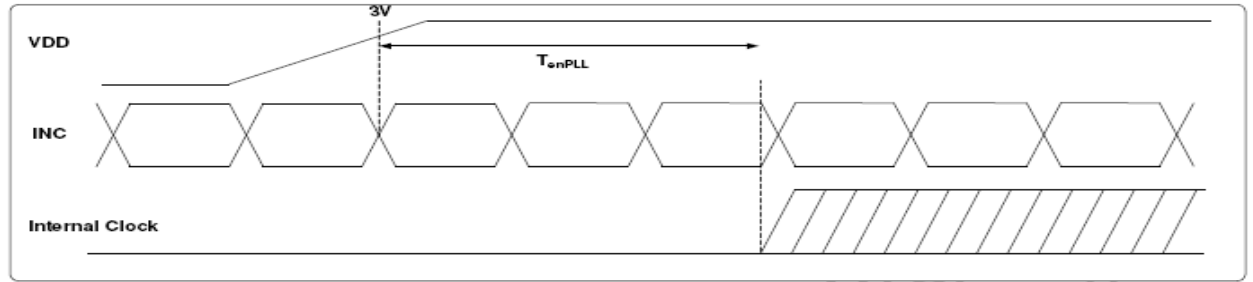 3V
VDD
TenPLL
INC
Internal Clock